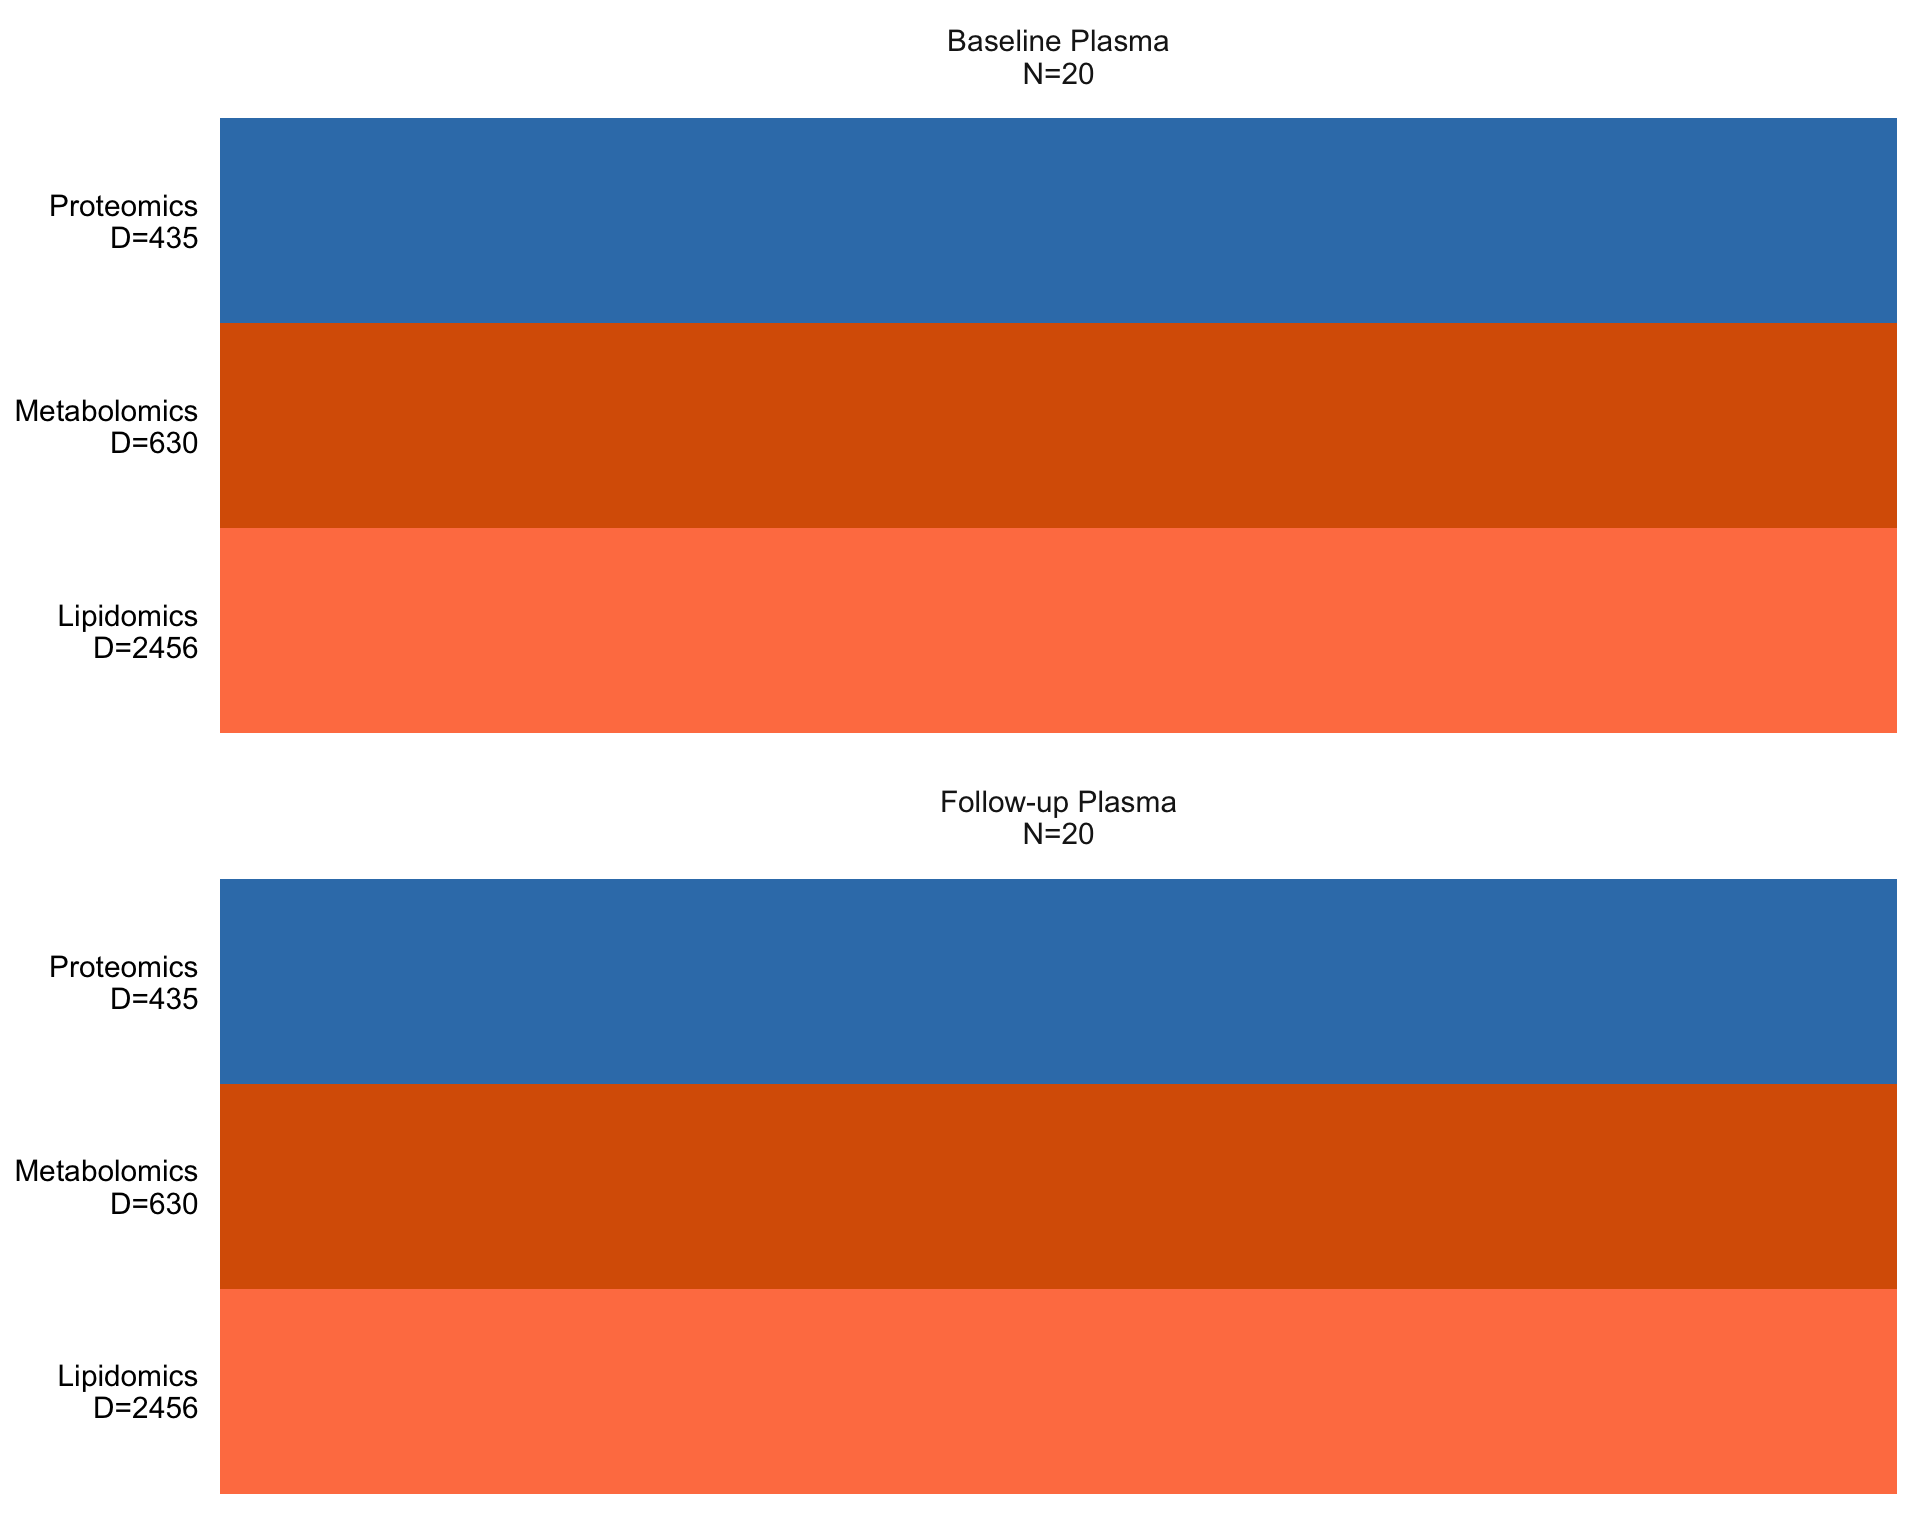 Baseline Plasma
N=20
Proteomics
D=435
Metabolomics
D=630
Lipidomics
D=2456
Follow-up Plasma
N=20
Proteomics
D=435
Metabolomics
D=630
Lipidomics
D=2456